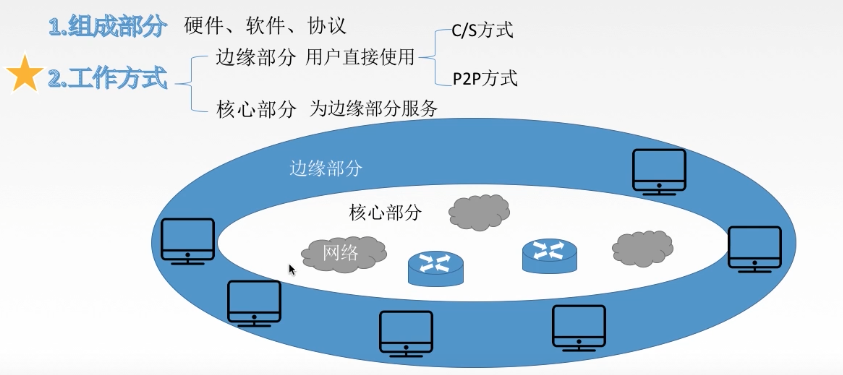 1.组成部分 硬件、软件、协议
C/S方式
边缘部分 用户直接使用
2.工作方式
P2P方式
核心部分 为边缘部分服务
边缘部分
核心部分
网络